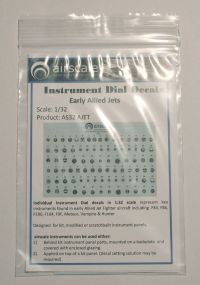 airscale
Instrument Dial Decals
Early Allied Jets
Scale: 1/32
Product: AS32 AJET
Individual Instrument Dial decals in 1:32 scale represent key
instruments found in early Allied Jet Fighter aircraft including: F84, F86,
F100, F104, F9F, Meteor, Vampire & Hunter
Designed for kit, modified or scratchbuilt instrument panels.
airscale instruments can be used either:
1) Behind kit instrument panel parts, mounted on a backplate and
covered with enclosed glazing.
2) Applied on top of a kit panel. (Decal setting solution may be
required)